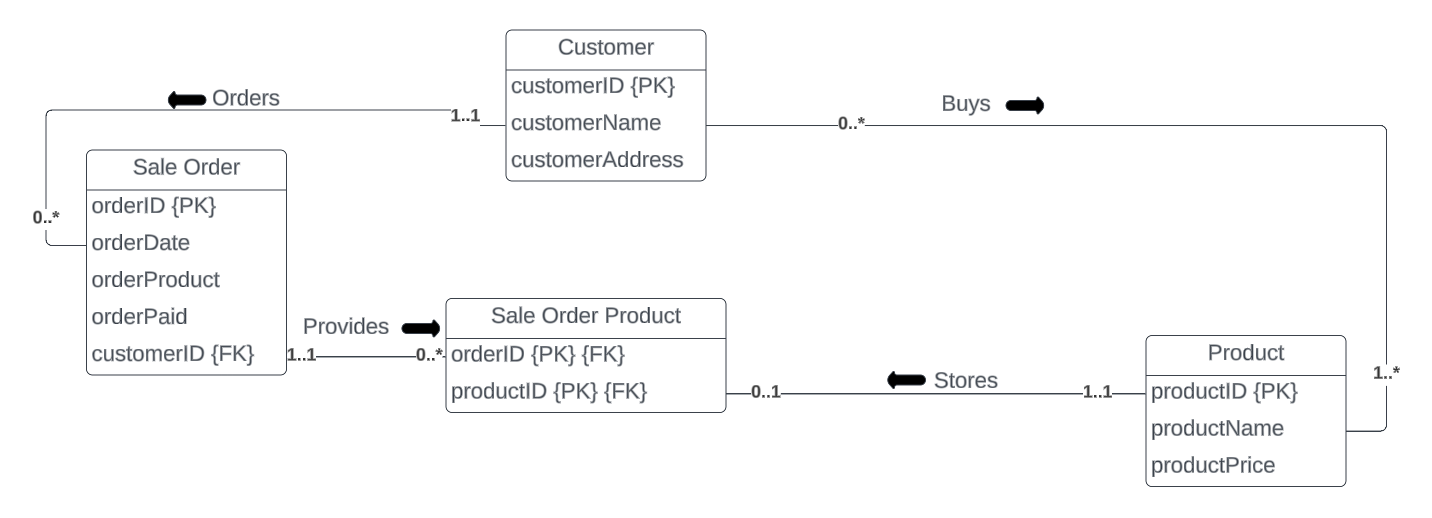 Customer
customerID {PK}
customerName
customerAddress
Orders
1..1
0..*
Buys
0..*
1..*
Sale Order
orderID {PK}
orderDate
orderProduct
orderPaid
customerID {FK}
Provides
1..1
0..*
Sale Order Product
orderID {PK} {FK}
productID {PK} {FK}
Stores
0..1
1..1
Product
productID {PK}
productName
productPrice